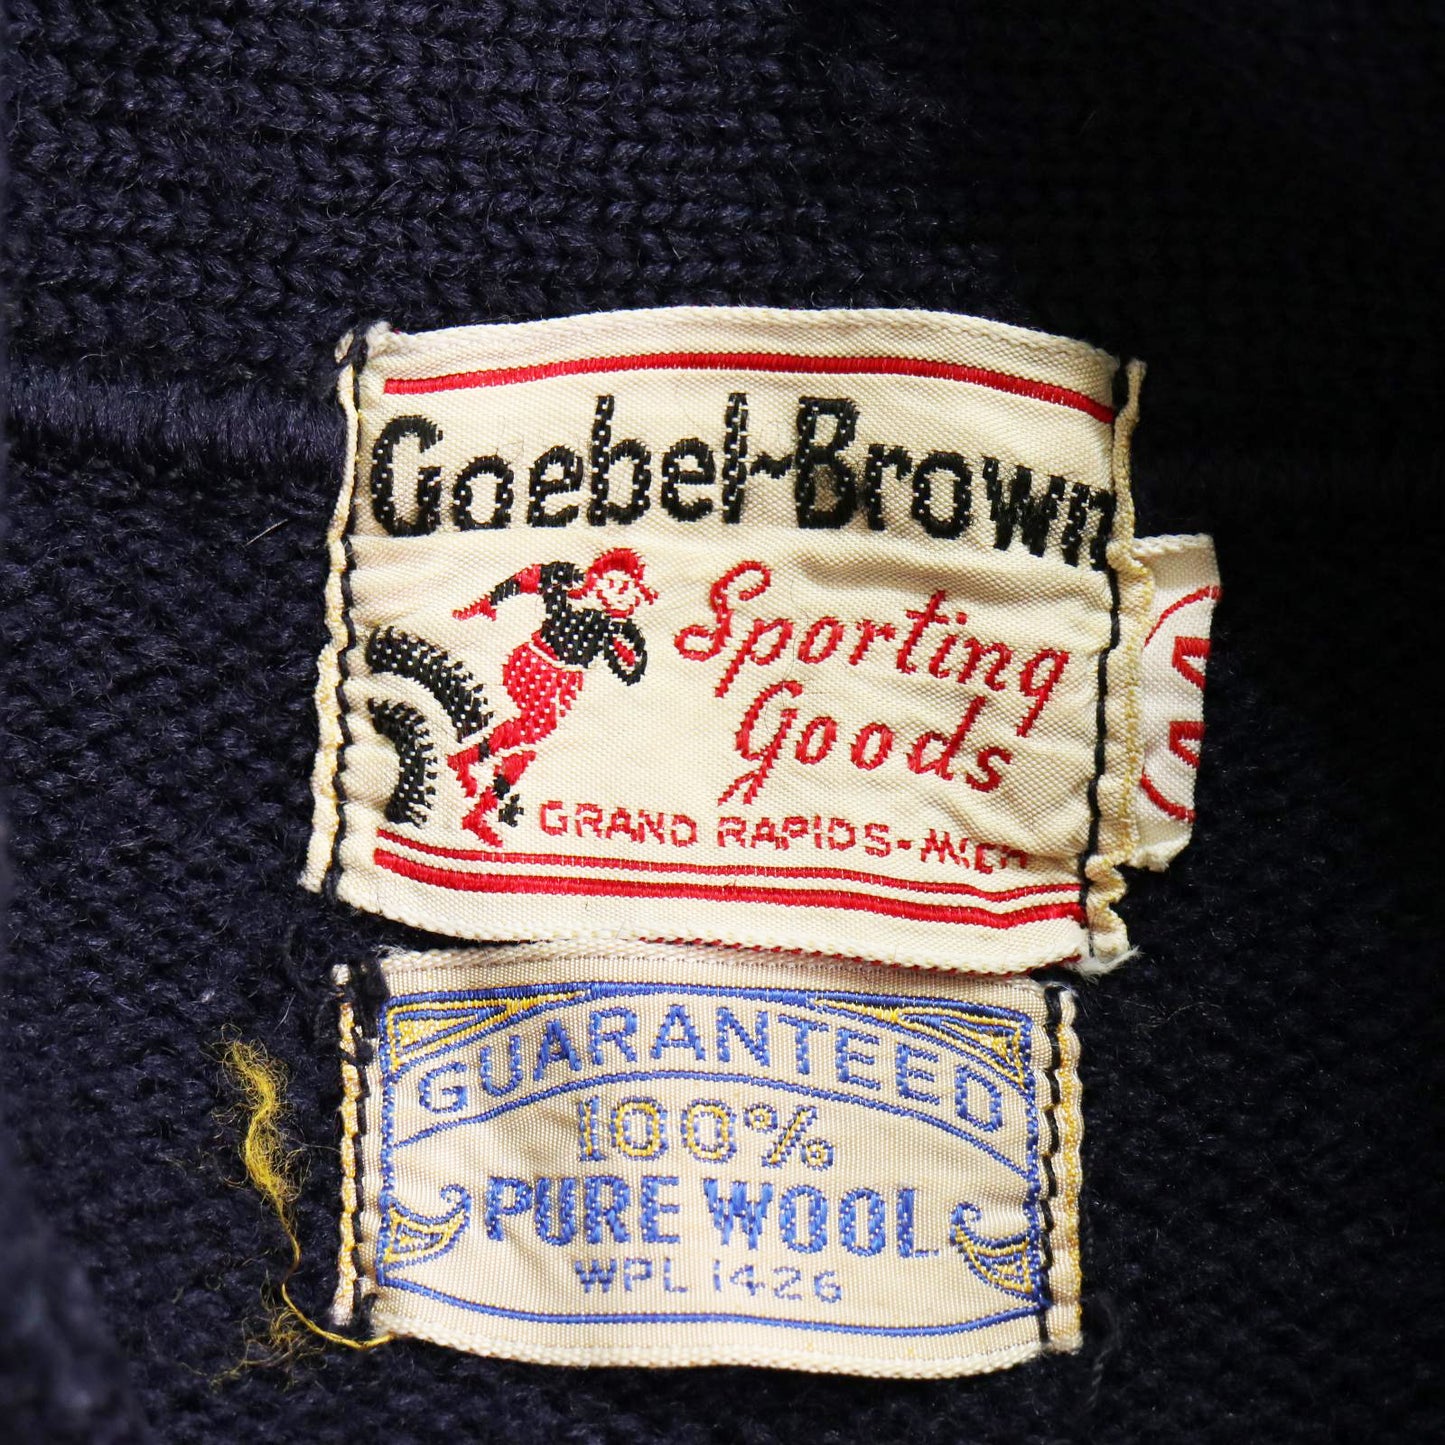 Goebel-Brown
Sporting
Goods
GRAND RAPIDS-MICH
GUARANTEED
100%
PURE WOOL
WPL 1426